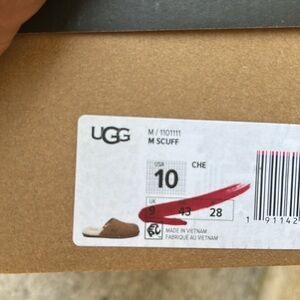 UGG
M / 1101111
M SCUFF
USA
10
CHE
UK
9 43 28
MADE IN VIETNAM
FABRIQUÉ AU VIETNAM
1 91142